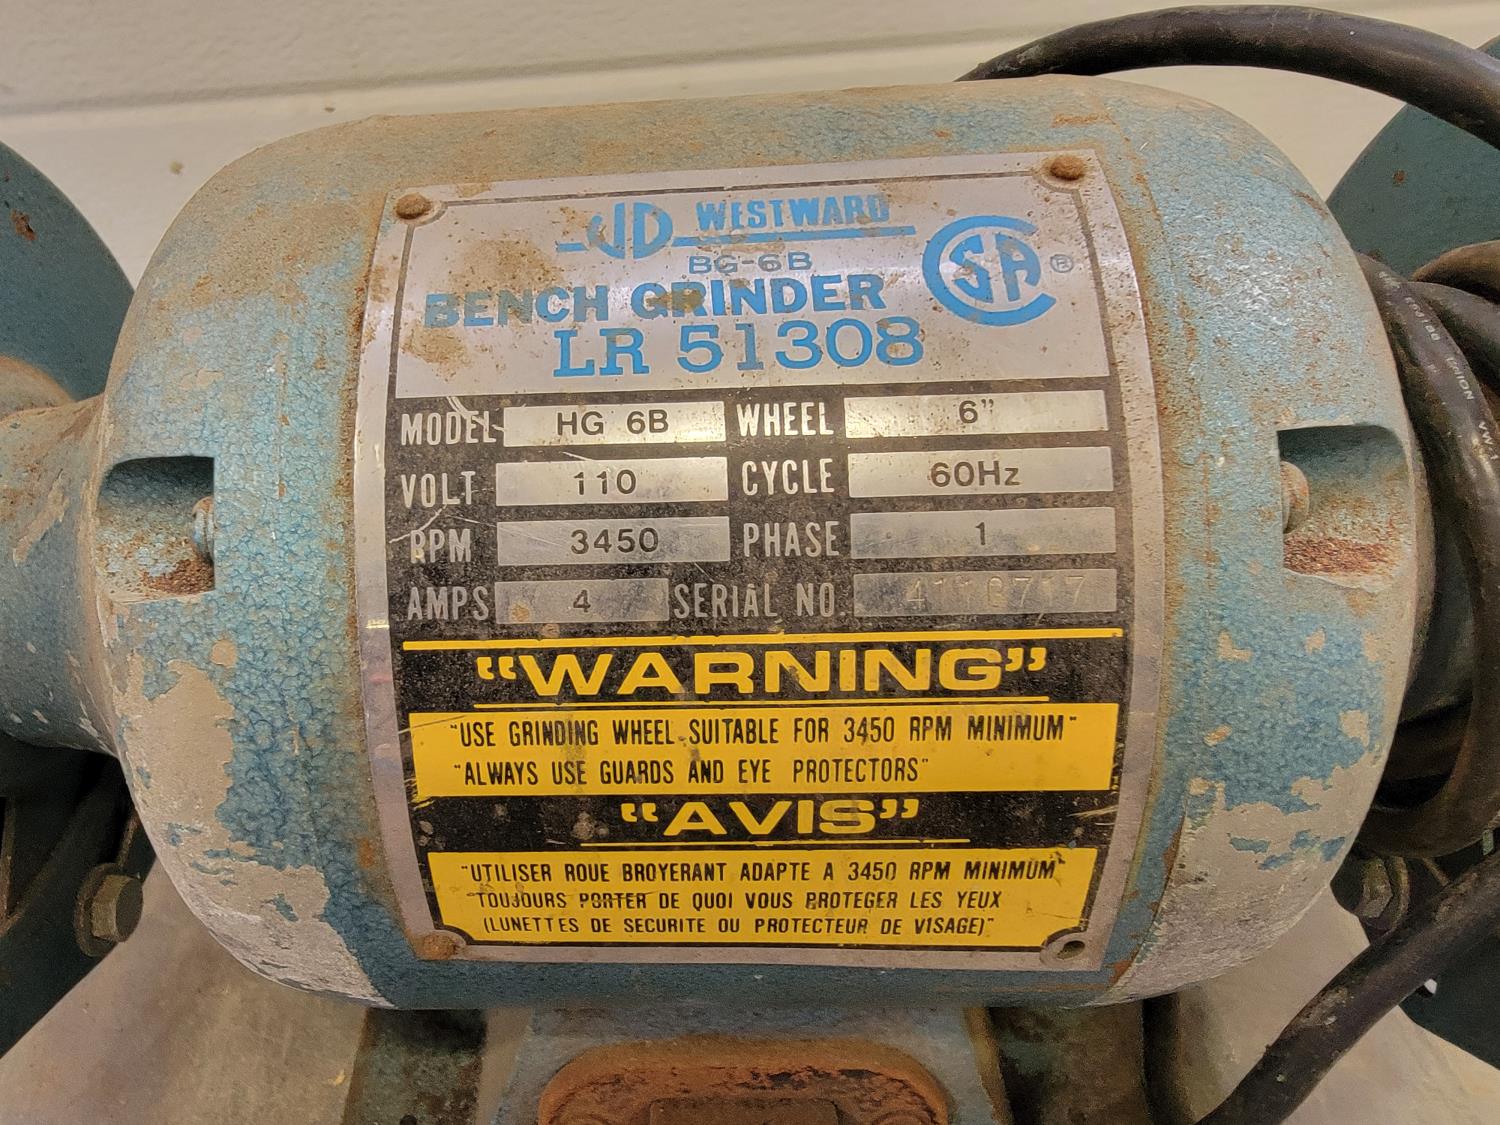 JD WESTWARD
BG-6B
BENCH GRINDER
LR 51308
CSA ®
MODEL HG 6B WHEEL 6"
VOLT 110 CYCLE 60Hz
RPM 3450 PHASE 1
AMPS 4 SERIAL NO.
"WARNING"
"USE GRINDING WHEEL SUITABLE FOR 3450 RPM MINIMUM"
"ALWAYS USE GUARDS AND EYE PROTECTORS"
"AVIS"
"UTILISER ROUE BROYERANT ADAPTE A 3450 RPM MINIMUM
"TOUJOURS PORTER DE QUOI VOUS PROTEGER LES YEUX
(LUNETTES DE SECURITE OU PROTECTEUR DE VISAGE)"